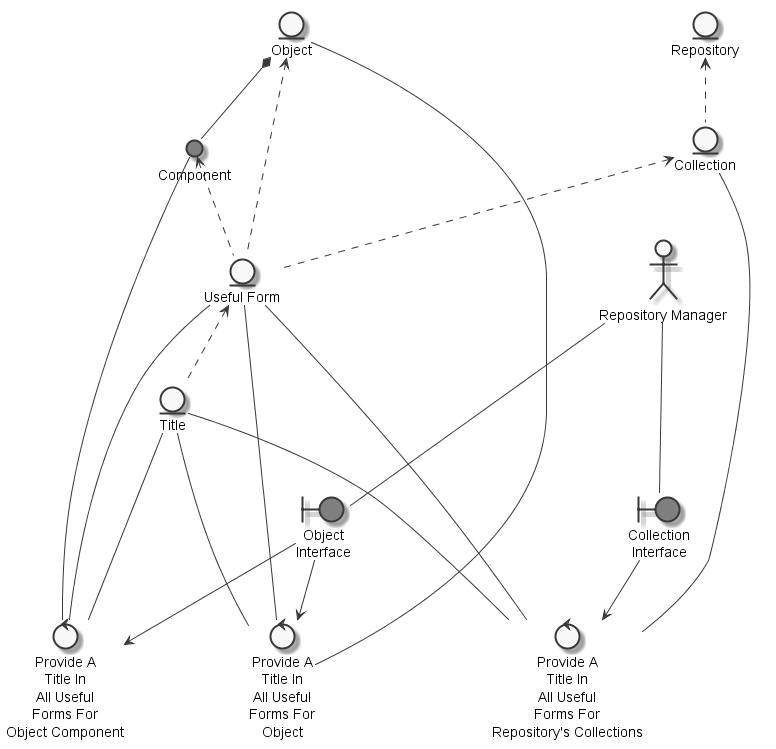 Object
Repository
Component
Collection
Useful Form
Repository Manager
Title
Object
Interface
Collection
Interface
Provide A
Title In
All Useful
Forms For
Object Component
Provide A
Title In
All Useful
Forms For
Object
Provide A
Title In
All Useful
Forms For
Repository's Collections